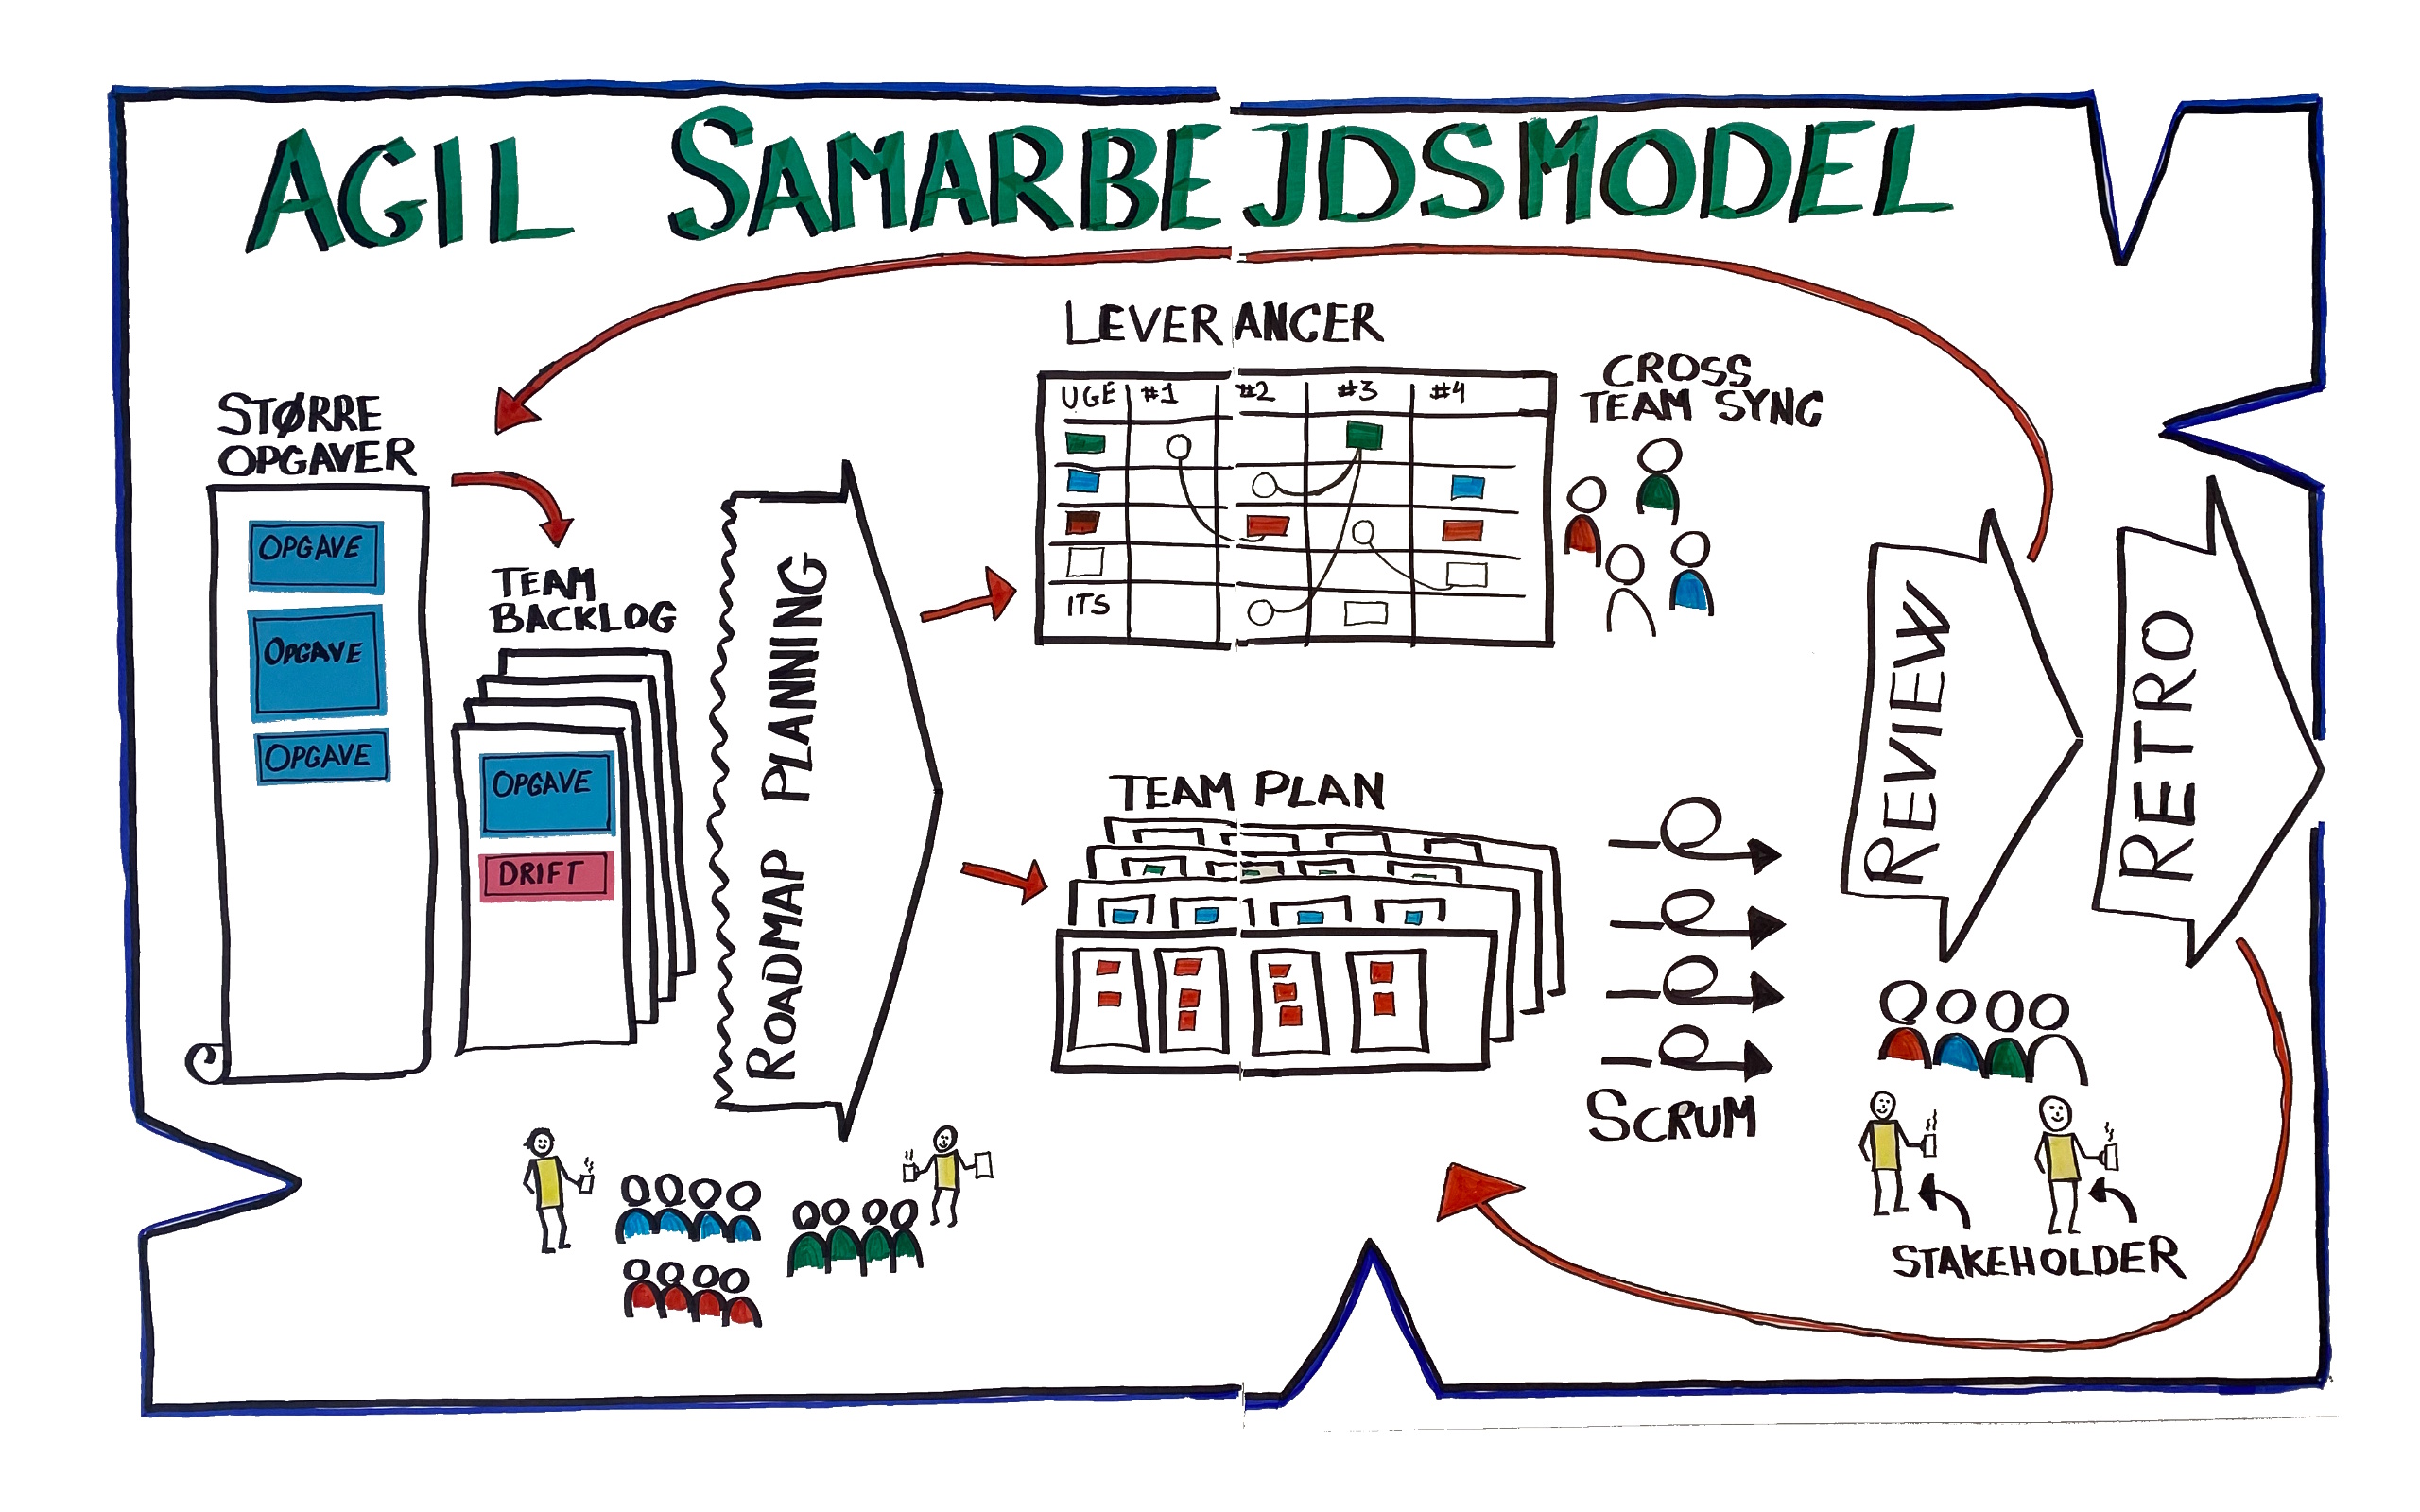 AGIL SAMARBEJDSMODEL
LEVERANCER
UGE #1 #2 #3 #4
ITS
CROSS
TEAM SYNC
STØRRE
OPGAVER
OPGAVE
OPGAVE
OPGAVE
TEAM
BACKLOG
OPGAVE
DRIFT
ROADMAP PLANNING
TEAM PLAN
SCRUM
REVIEW
RETRO
STAKEHOLDER